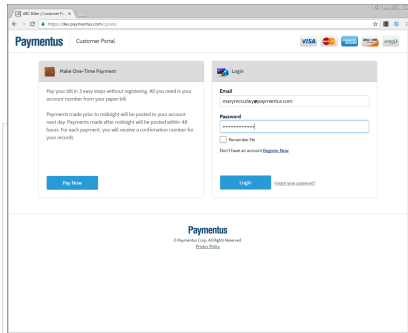 ABC Biller | Customer Po
https://dev.paymentus.com/cp/abc
Paymentus
Customer Portal
VISA
Make One-Time Payment
Pay your bill in 3 easy steps without registering. All you need is your
account number from your paper bill.
Payments made prior to midnight will be posted to your account
next day. Payments made after midnight will be posted within 48
hours. For each payment, you will receive a confirmation number for
your records.
Pay Now
Login
Email
marymccurley@paymentus.com
Password
Remember Me
Don't have an account Register Now
Login
Forgot your password?
Paymentus
© Paymentus Corp. All Rights Reserved
Privacy Policy